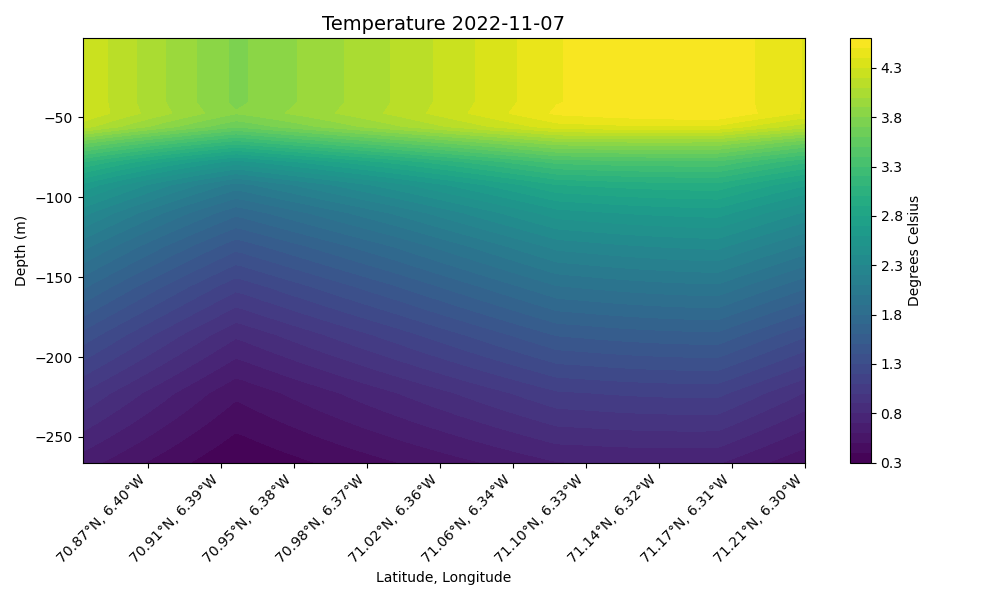 Temperature 2022-11-07
Depth (m)
−50
−100
−150
−200
−250
70.87°N, 6.40°W
70.91°N, 6.39°W
70.95°N, 6.38°W
70.98°N, 6.37°W
71.02°N, 6.36°W
71.06°N, 6.34°W
71.10°N, 6.33°W
71.14°N, 6.32°W
71.17°N, 6.31°W
71.21°N, 6.30°W
Latitude, Longitude
4.3
3.8
3.3
2.8
2.3
1.8
1.3
0.8
0.3
Degrees Celsius